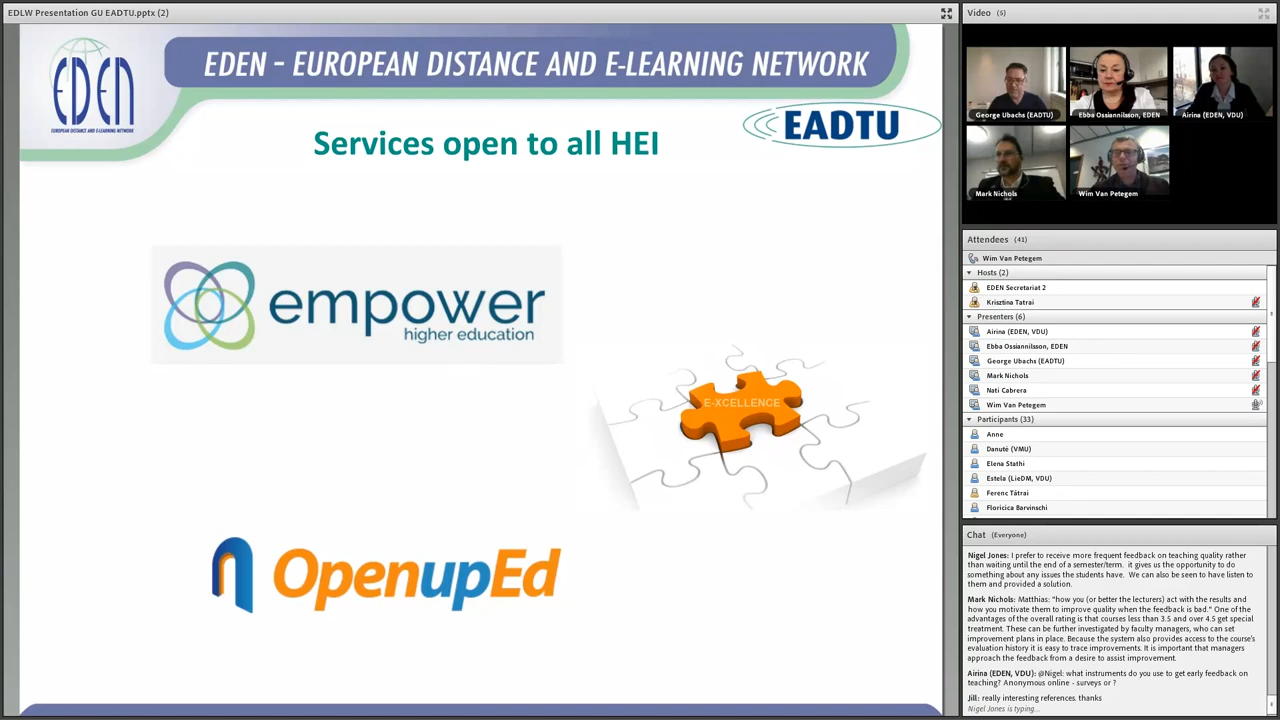 EDLW Presentation GU EADTU.pptx (2)
EDEN
EUROPEAN DISTANCE AND E-LEARNING NETWORK
EDEN – EUROPEAN DISTANCE AND E-LEARNING NETWORK
EADTU
Services open to all HEI
empower
higher education
E-XCELLENCE
OpenupEd
Video (5)
George Ubachs (EADTU)
Ebba Ossiannilsson, EDEN
Airina (EDEN, VDU)
Mark Nichols
Wim Van Petegem
Attendees (41)
Wim Van Petegem
Hosts (2)
EDEN Secretariat 2
Krisztina Tatrai
Presenters (6)
Airina (EDEN, VDU)
Ebba Ossiannilsson, EDEN
George Ubachs (EADTU)
Mark Nichols
Nati Cabrera
Wim Van Petegem
Participants (33)
Anne
Danutė (VMU)
Elena Stathi
Estela (LieDM, VDU)
Ferenc Tátrai
Floricica Barvinschi
Chat (Everyone)
Nigel Jones: I prefer to receive more frequent feedback on teaching quality rather
than waiting until the end of a semester/term. it gives us the opportunity to do
something about any issues the students have. We can also be seen to have listen to
them and provided a solution.
Mark Nichols: Matthias: "how you (or better the lecturers) act with the results and
how you motivate them to improve quality when the feedback is bad." One of the
advantages of the overall rating is that courses less than 3.5 and over 4.5 get special
treatment. These can be further investigated by faculty managers, who can set
improvement plans in place. Because the system also provides access to the course's
evaluation history it is easy to trace improvements. It is important that managers
approach the feedback from a desire to assist improvement.
Airina (EDEN, VDU): @Nigel: what instruments do you use to get early feedback on
teaching? Anonymous online - surveys or ?
Jill: really interesting references. thanks
Nigel Jones is typing...